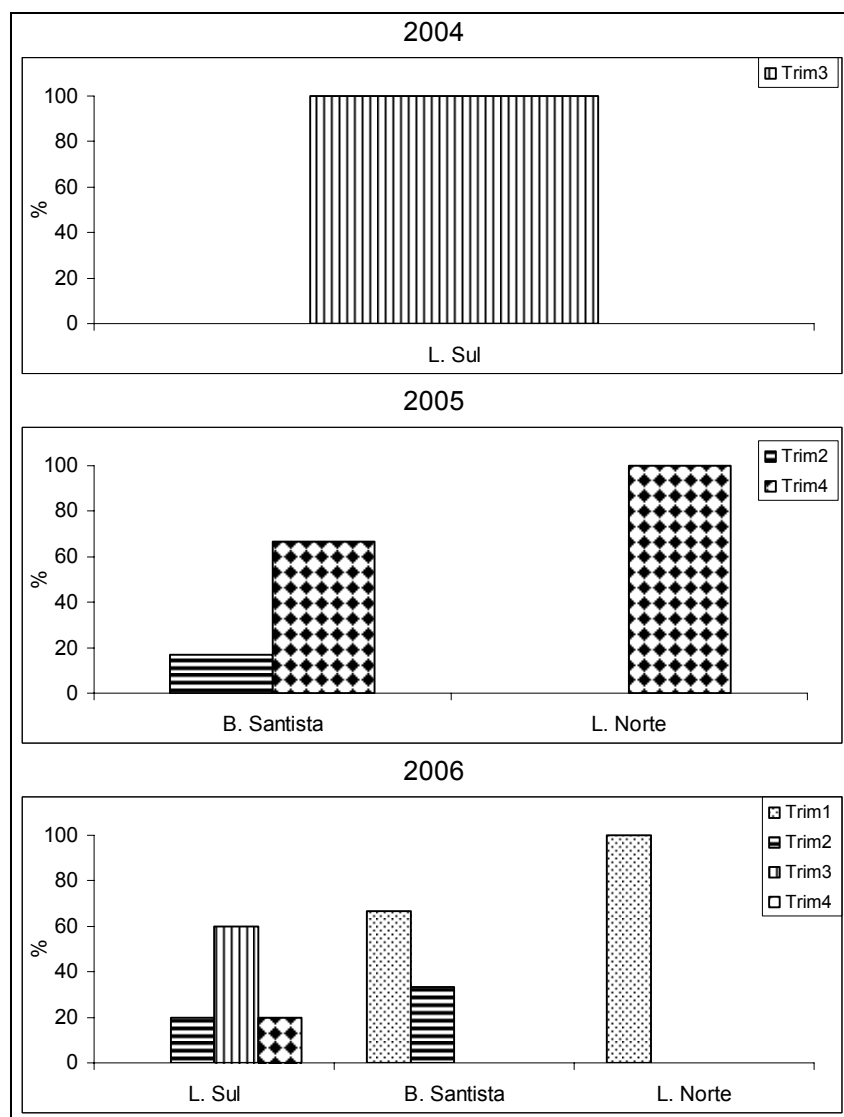 2004
Trim3
100
80
60
40
20
0
%
L. Sul
2005
Trim2
Trim4
100
80
60
40
20
0
%
B. Santista
L. Norte
2006
Trim1
Trim2
Trim3
Trim4
100
80
60
40
20
0
%
L. Sul
B. Santista
L. Norte